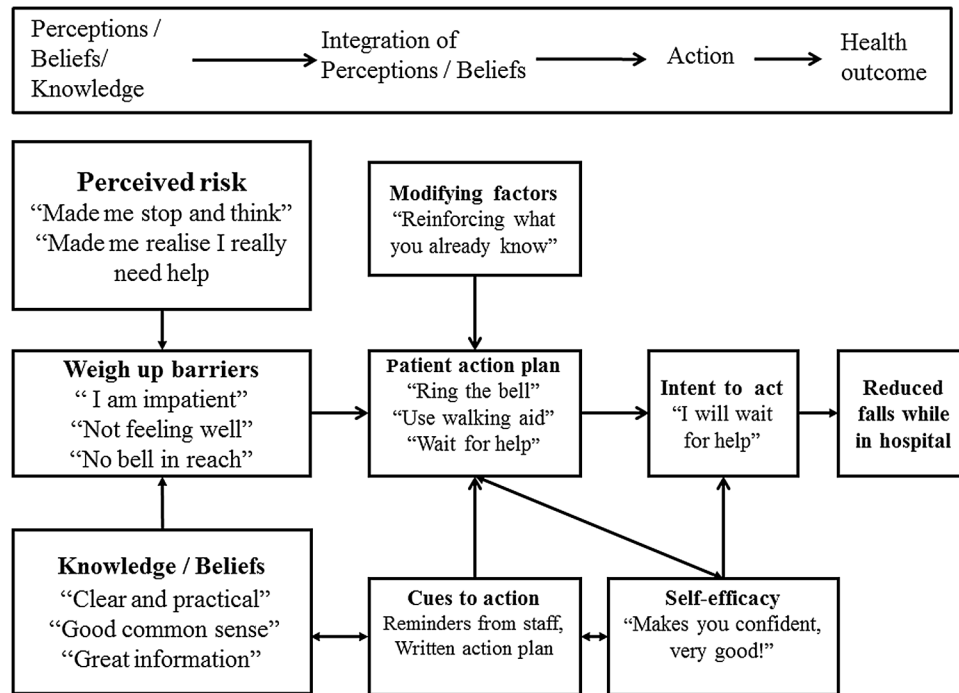 Perceptions /
Beliefs/
Knowledge
Integration of
Perceptions / Beliefs
Action
Health
outcome
Perceived risk
“Made me stop and think”
“Made me realise I really
need help
Modifying factors
“Reinforcing what
you already know”
Weigh up barriers
“ I am impatient”
“Not feeling well”
“No bell in reach”
Patient action plan
“Ring the bell”
“Use walking aid”
“Wait for help”
Intent to act
“I will wait
for help”
Reduced
falls while
in hospital
Knowledge / Beliefs
“Clear and practical”
“Good common sense”
“Great information”
Cues to action
Reminders from staff,
Written action plan
Self-efficacy
“Makes you confident,
very good!”